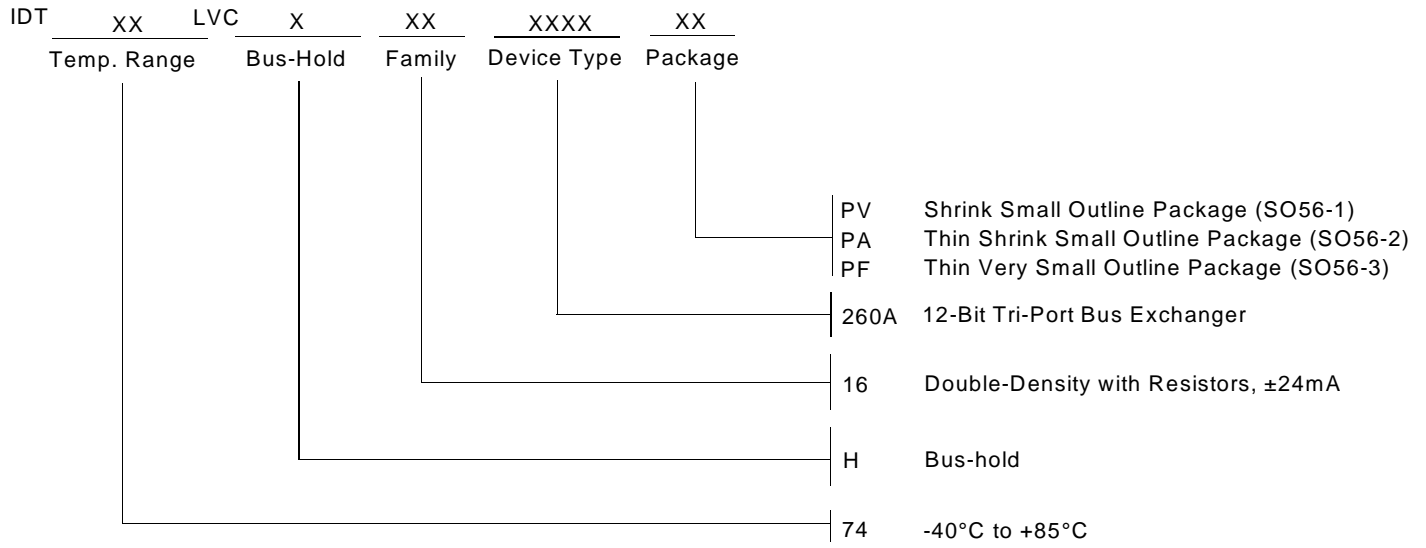 IDT XX LVC X XX XXXX XX
Temp. Range Bus-Hold Family Device Type Package
PV Shrink Small Outline Package (SO56-1)
PA Thin Shrink Small Outline Package (SO56-2)
PF Thin Very Small Outline Package (SO56-3)
260A 12-Bit Tri-Port Bus Exchanger
16 Double-Density with Resistors, ±24mA
H Bus-hold
74 -40°C to +85°C